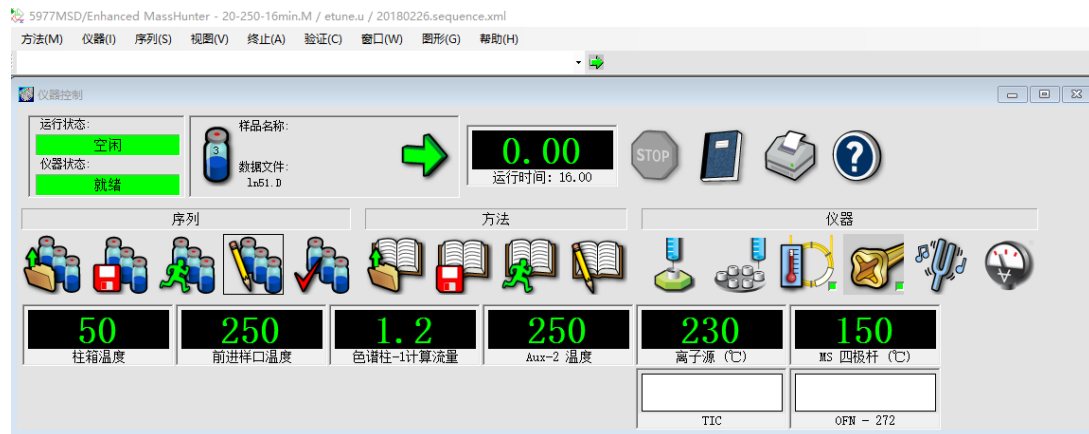 5977MSD/Enhanced MassHunter - 20-250-16min.M / etune.u / 20180226.sequence.xml
方法(M) 仪器(I) 序列(S) 视图(V) 终止(A) 验证(C) 窗口(W) 图形(G) 帮助(H)
仪器控制
运行状态:
空闲
仪器状态:
就绪
3
样品名称:
数据文件:
ln51.D
0.00
运行时间: 16.00
STOP
?
序列 方法 仪器
50 250 1.2 250 230 150
柱箱温度 前进样口温度 色谱柱-1计算流量 Aux-2 温度 离子源 (℃) MS 四极杆 (℃)
TIC OFN - 272